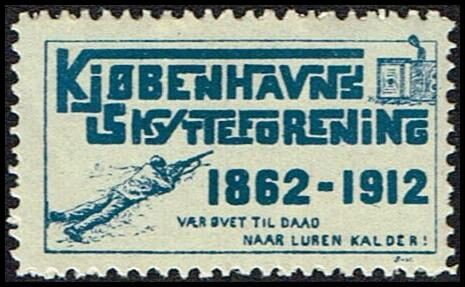 KJØBENHAVNS
SKYTTEFORENING
1862-1912
VÆR ØVET TIL DAAD
NAAR LUREN KALDER!